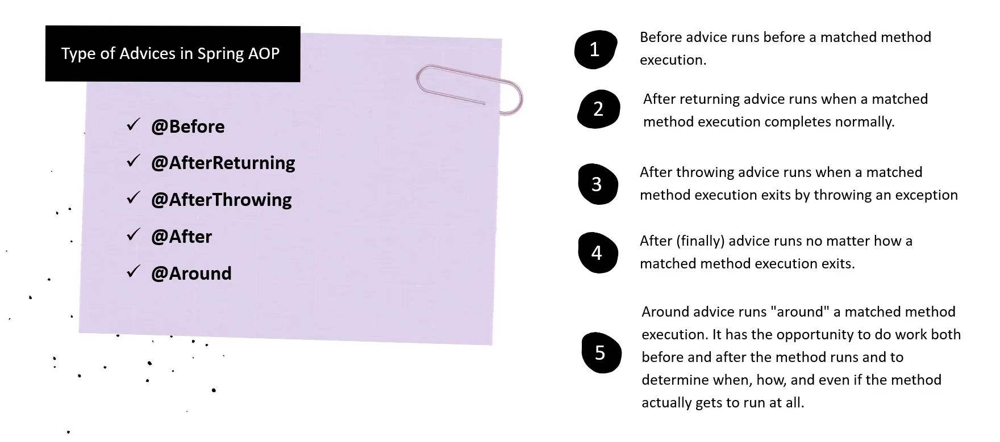 Type of Advices in Spring AOP
✓ @Before
✓ @AfterReturning
✓ @AfterThrowing
✓ @After
✓ @Around
1
Before advice runs before a matched method
execution.
2
After returning advice runs when a matched
method execution completes normally.
3
After throwing advice runs when a matched
method execution exits by throwing an exception
4
After (finally) advice runs no matter how a
matched method execution exits.
5
Around advice runs "around" a matched method
execution. It has the opportunity to do work both
before and after the method runs and to
determine when, how, and even if the method
actually gets to run at all.